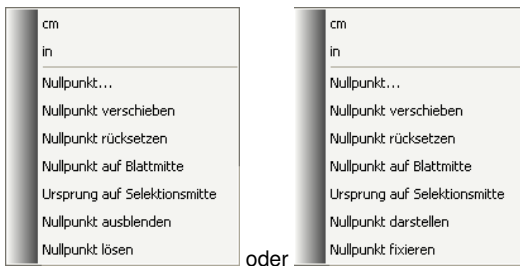 cm
in
Nullpunkt...
Nullpunkt verschieben
Nullpunkt rücksetzen
Nullpunkt auf Blattmitte
Ursprung auf Selektionsmitte
Nullpunkt ausblenden
Nullpunkt lösen
oder
cm
in
Nullpunkt...
Nullpunkt verschieben
Nullpunkt rücksetzen
Nullpunkt auf Blattmitte
Ursprung auf Selektionsmitte
Nullpunkt darstellen
Nullpunkt fixieren